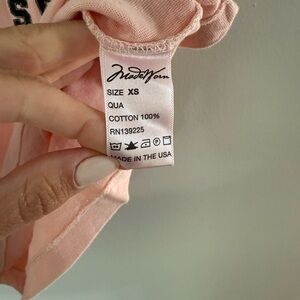 MadeWorn
SIZE XS
QUA
COTTON 100%
RN139225
MADE IN THE USA